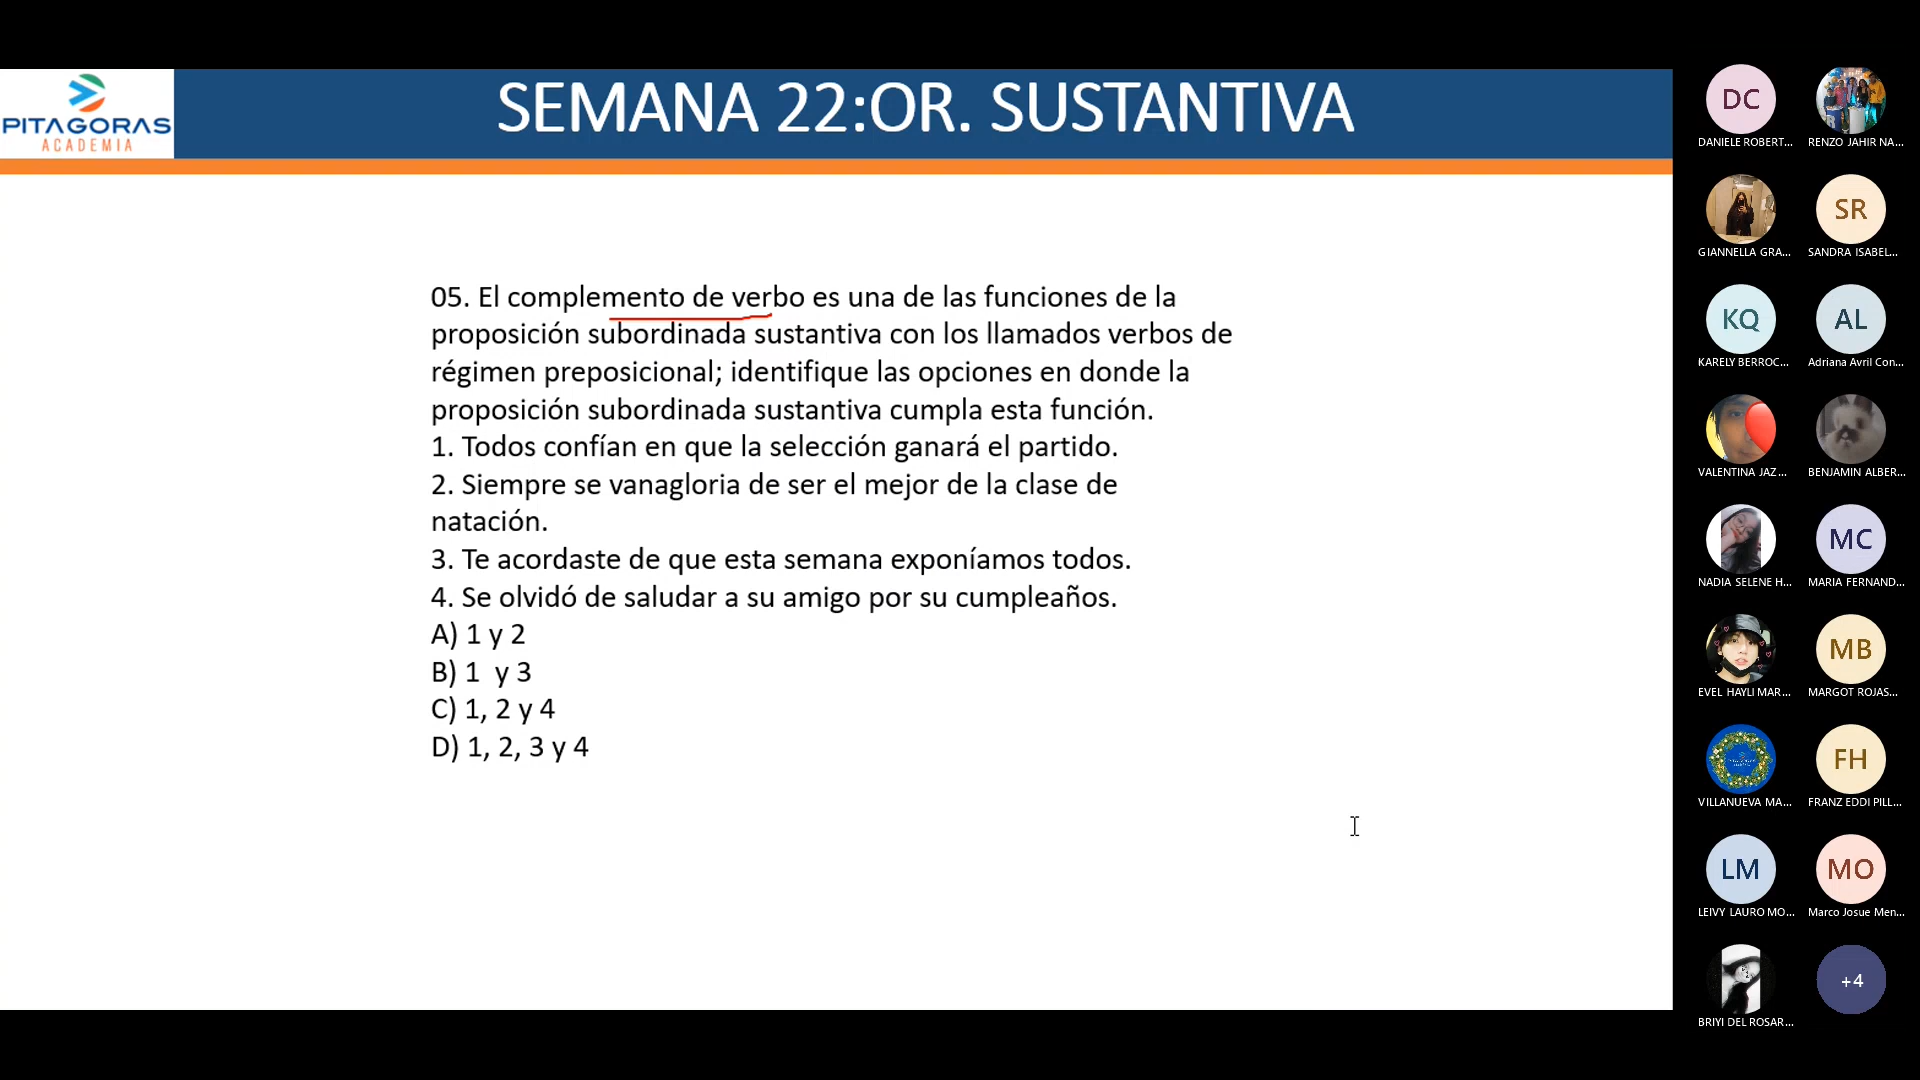 PITAGORAS
ACADEMIA
SEMANA 22:OR. SUSTANTIVA
05. El complemento de verbo es una de las funciones de la
proposición subordinada sustantiva con los llamados verbos de
régimen preposicional; identifique las opciones en donde la
proposición subordinada sustantiva cumpla esta función.
1. Todos confían en que la selección ganará el partido.
2. Siempre se vanagloria de ser el mejor de la clase de
natación.
3. Te acordaste de que esta semana exponíamos todos.
4. Se olvidó de saludar a su amigo por su cumpleaños.
A) 1 y 2
B) 1  y 3
C) 1, 2 y 4
D) 1, 2, 3 y 4
DC
DANIELE ROBERT...
RENZO JAHIR NA...
GIANNELLA GRA...
SR
SANDRA ISABEL...
KQ
KARELY BERROC...
AL
Adriana Avril Con...
VALENTINA JAZ...
BENJAMIN ALBER...
NADIA SELENE H...
MC
MARIA FERNAND...
EVEL HAYLI MAR...
MB
MARGOT ROJAS...
VILLANUEVA MA...
FH
FRANZ EDDI PILL...
LM
LEIVY LAURO MO...
MO
Marco Josue Men...
BRIYI DEL ROSAR...
+4